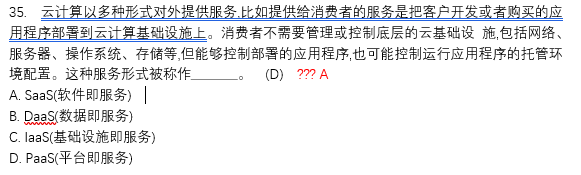 35. 云计算以多种形式对外提供服务,比如提供给消费者的服务是把客户开发或者购买的应
用程序部署到云计算基础设施上。消费者不需要管理或控制底层的云基础设 施,包括网络、
服务器、操作系统、存储等,但能够控制部署的应用程序,也可能控制运行应用程序的托管环
境配置。这种服务形式被称作_______。 (D) ??? A
A. SaaS(软件即服务)
B. DaaS(数据即服务)
C. IaaS(基础设施即服务)
D. PaaS(平台即服务)